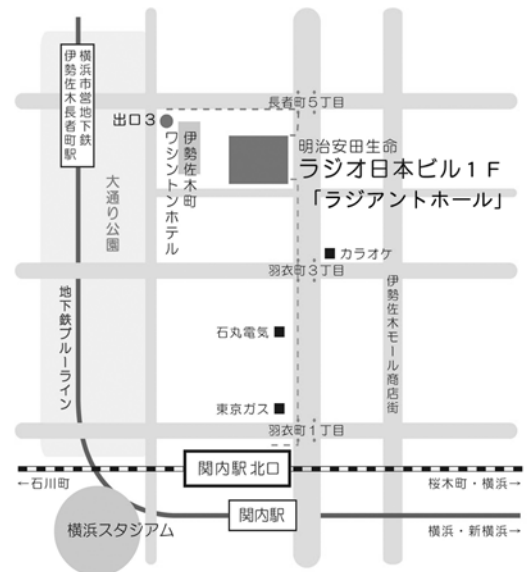 横浜市営地下鉄
伊勢佐木長者町駅
長者町5丁目
出口3
伊勢佐木町
ワシントンホテル
明治安田生命
ラジオ日本ビル1F
「ラジアントホール」
大通り公園
カラオケ
羽衣町3丁目
伊勢佐木モール商店街
地下鉄ブルーライン
石丸電気
東京ガス
羽衣町1丁目
関内駅北口
←石川町
桜木町・横浜→
関内駅
横浜スタジアム
横浜・新横浜→